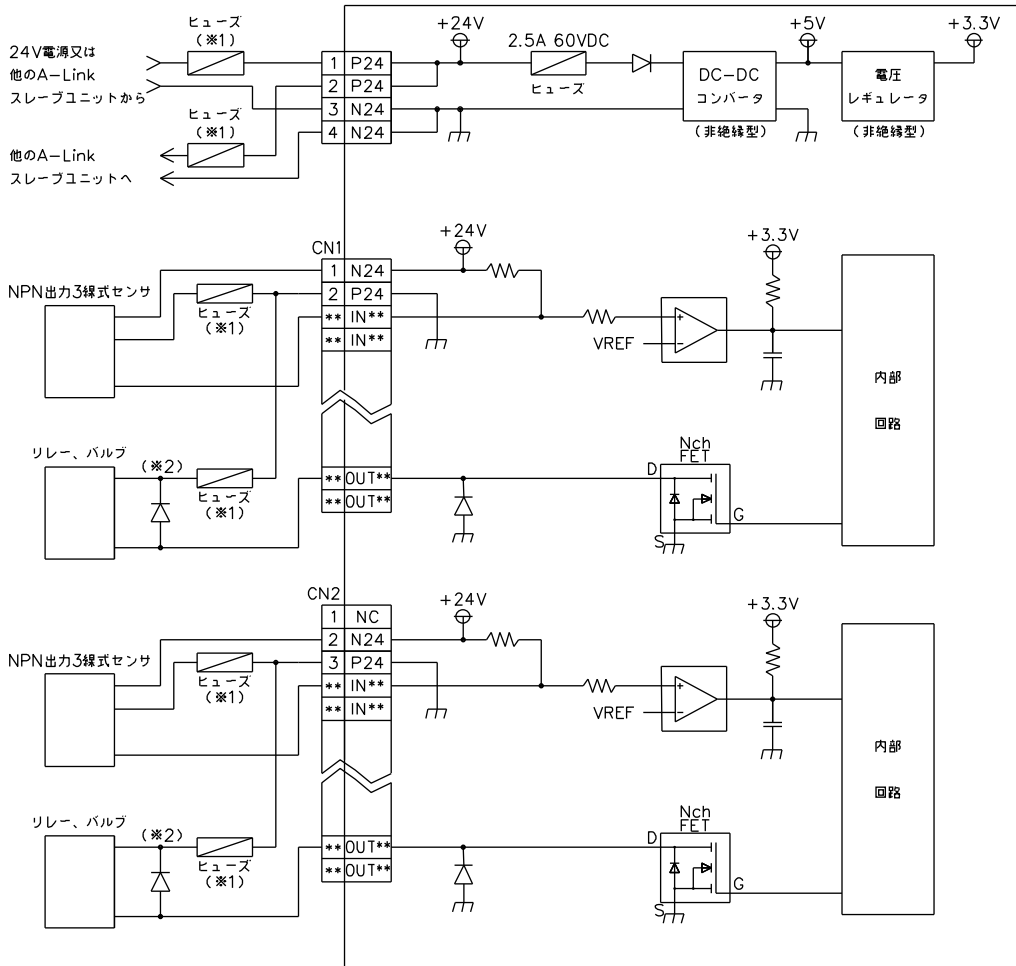 24V電源又は
他のA-Link
スレーブユニットから
ヒューズ
(※1)
ヒューズ
(※1)
他のA-Link
スレーブユニットへ
1 P24
2 P24
3 N24
4 N24
+24V
2.5A 60VDC
ヒューズ
DC-DC
コンバータ
(非絶縁型)
+5V
電圧
レギュレータ
(非絶縁型)
+3.3V
CN1
1 N24
2 P24
** IN**
** IN**
** OUT**
** OUT**
NPN出力3線式センサ
ヒューズ
(※1)
リレー、バルブ
(※2)
ヒューズ
(※1)
+24V
VREF
+
-
+3.3V
Nch
FET
D
G
S
内部
回路
CN2
1 NC
2 N24
3 P24
** IN**
** IN**
** OUT**
** OUT**
NPN出力3線式センサ
ヒューズ
(※1)
リレー、バルブ
(※2)
ヒューズ
(※1)
+24V
VREF
+
-
+3.3V
Nch
FET
D
G
S
内部
回路